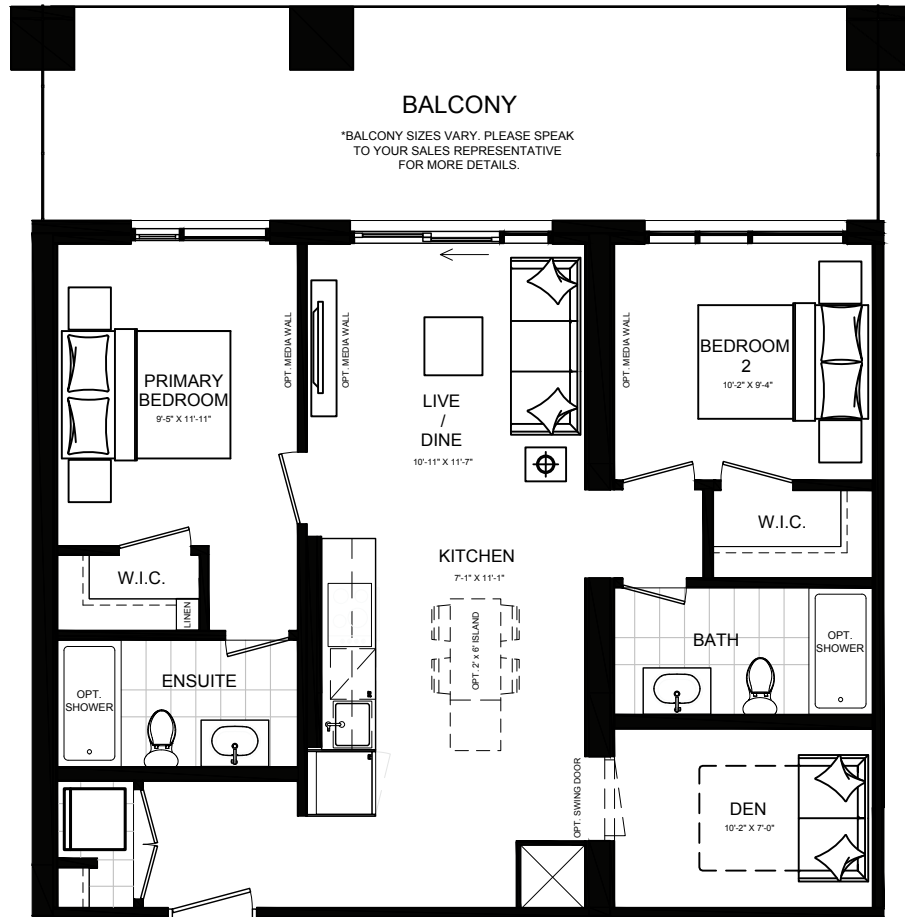 BALCONY
*BALCONY SIZES VARY. PLEASE SPEAK
TO YOUR SALES REPRESENTATIVE
FOR MORE DETAILS.
PRIMARY
BEDROOM
9'-5" X 11'-11"
OPT. MEDIA WALL
OPT. MEDIA WALL
LIVE
/
DINE
10'-11" X 11'-7"
OPT. MEDIA WALL
BEDROOM
2
10'-2" X 9'-4"
W.I.C.
LINEN
W.I.C.
KITCHEN
7'-1" X 11'-1"
OPT. 2' x 6' ISLAND
ENSUITE
OPT.
SHOWER
BATH
OPT.
SHOWER
OPT. SWING DOOR
DEN
10'-2" X 7'-0"